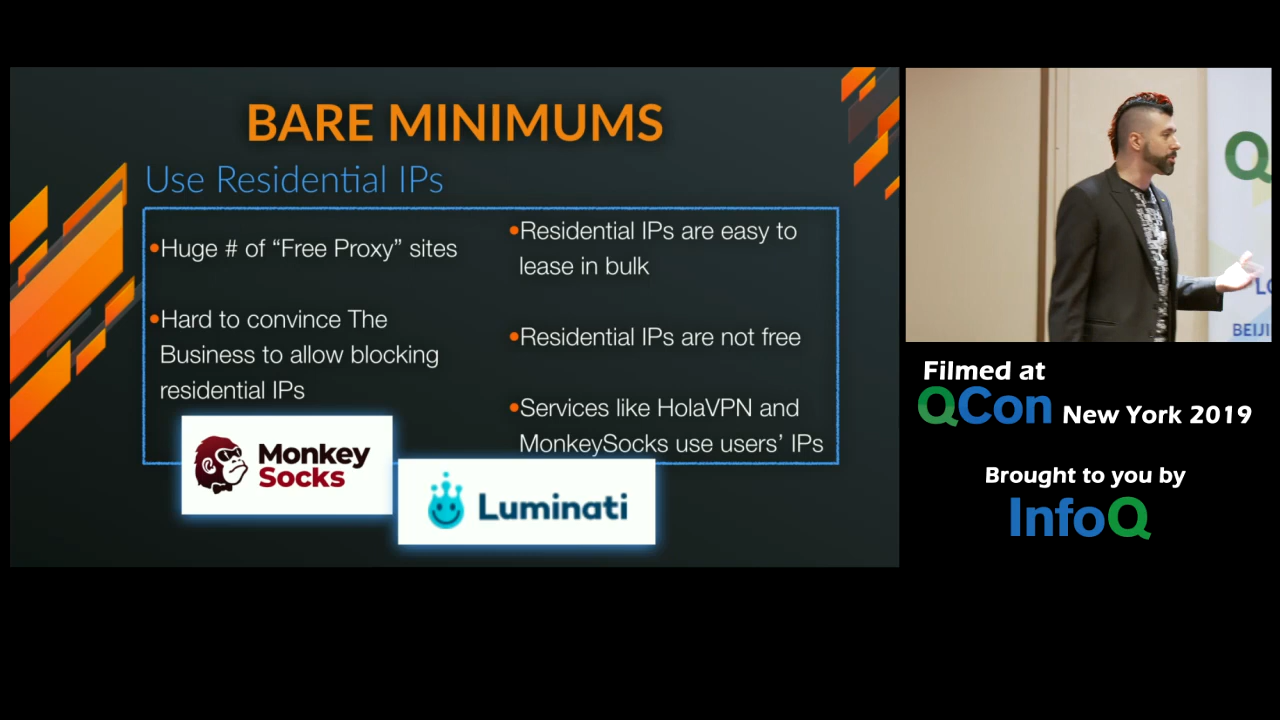 BARE MINIMUMS
Use Residential IPs
•Huge # of “Free Proxy” sites
•Hard to convince The
Business to allow blocking
residential IPs
•Residential IPs are easy to
lease in bulk
•Residential IPs are not free
•Services like HolaVPN and
MonkeySocks use users’ IPs
Monkey
Socks
Luminati
Q
LO
BEIJI
Filmed at
QCon New York 2019
Brought to you by
InfoQ